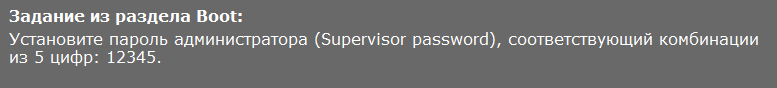 Задание из раздела Boot:
Установите пароль администратора (Supervisor password), соответствующий комбинации
из 5 цифр: 12345.